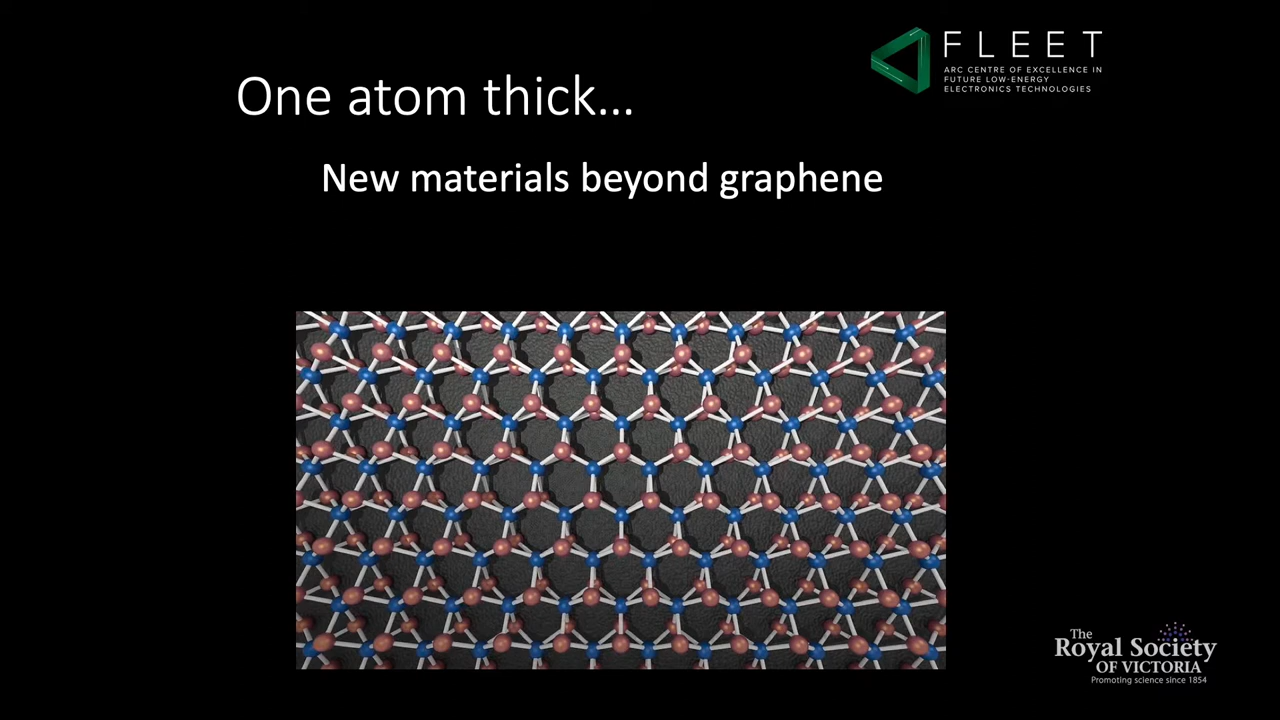 FLEET
ARC CENTRE OF EXCELLENCE IN
FUTURE LOW-ENERGY
ELECTRONICS TECHNOLOGIES
One atom thick...
New materials beyond graphene
The
Royal Society
OF VICTORIA
Promoting science since 1854